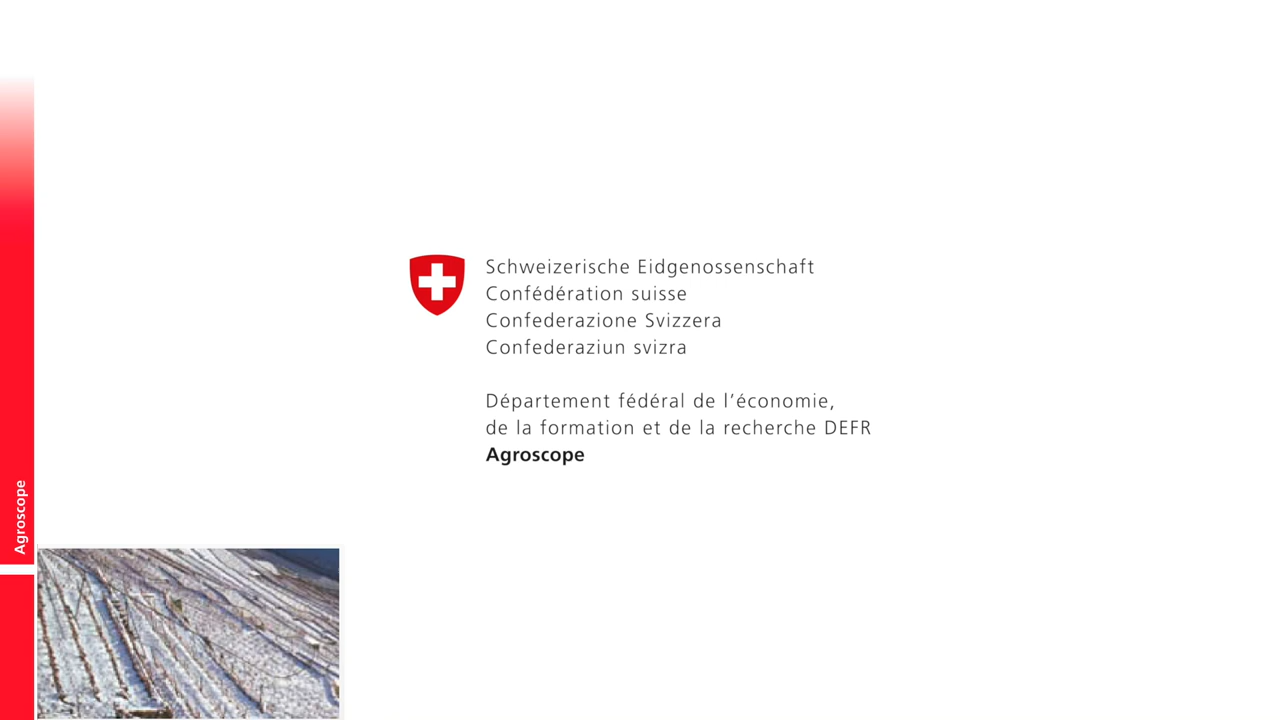 Schweizerische Eidgenossenschaft
Confédération suisse
Confederazione Svizzera
Confederaziun svizra
Département fédéral de l’économie,
de la formation et de la recherche DEFR
Agroscope
Agroscope